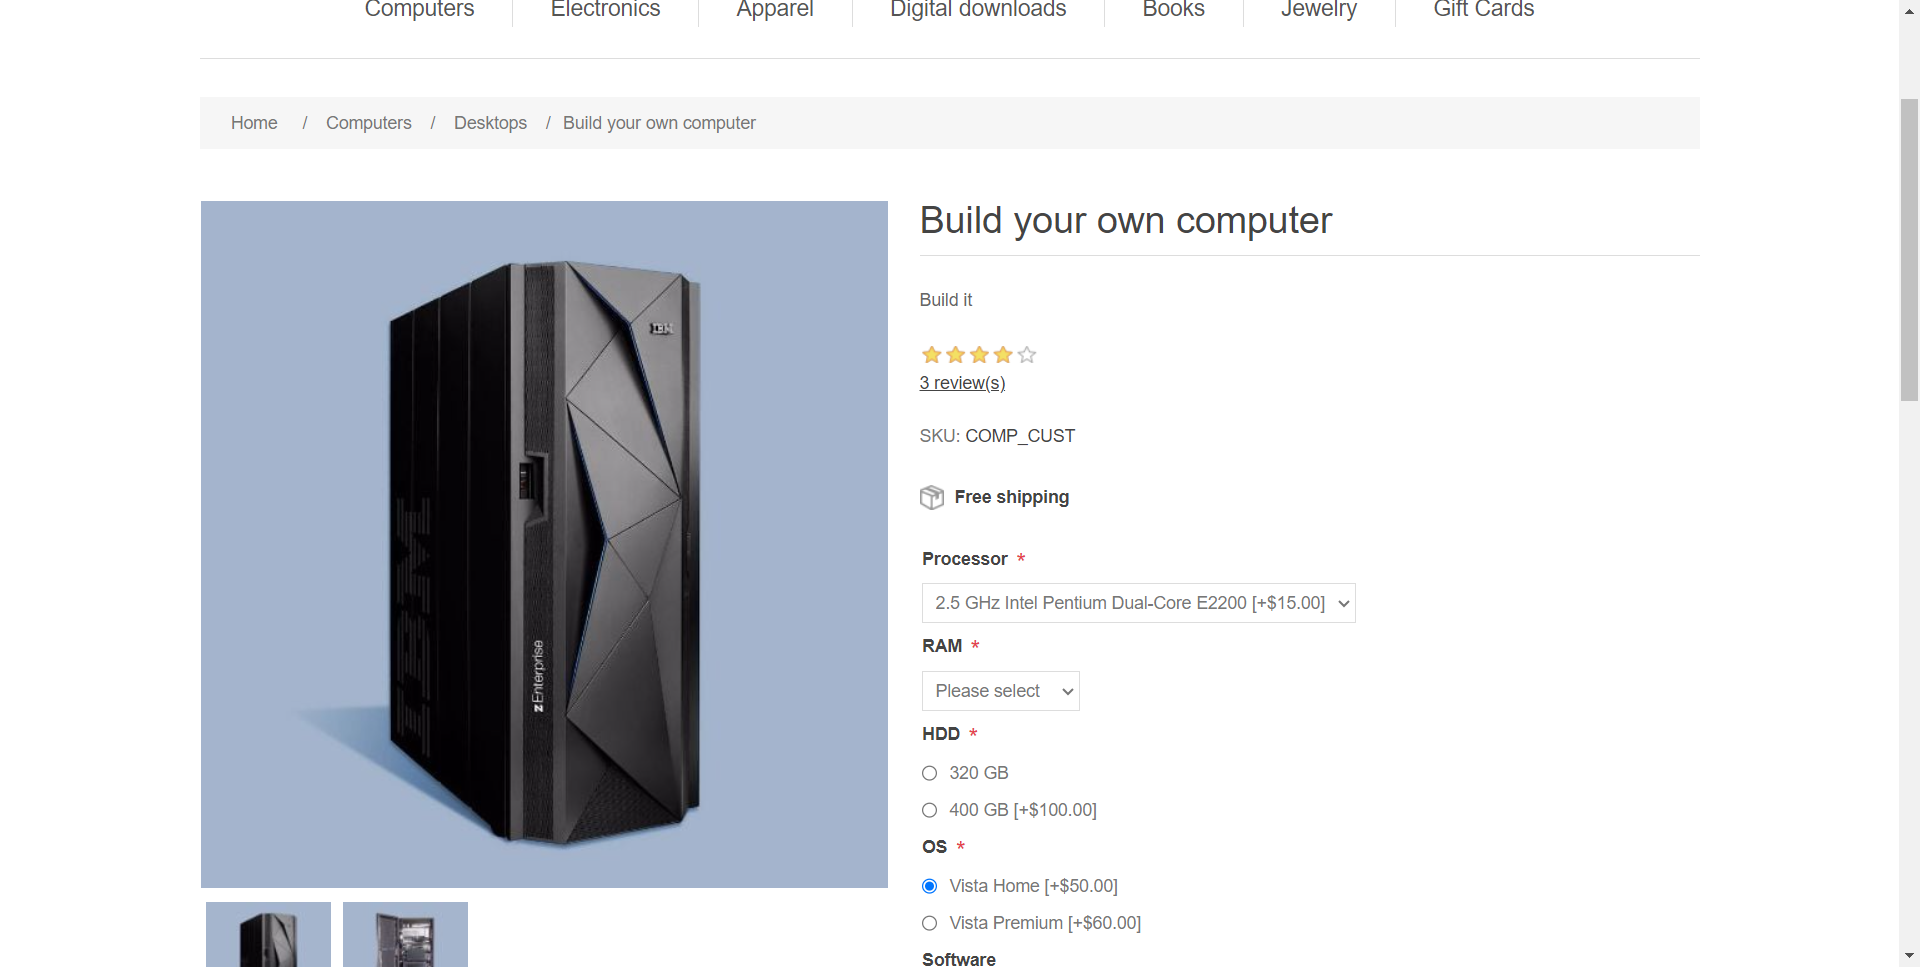 Computers
Electronics
Apparel
Digital downloads
Books
Jewelry
Gift Cards
Home / Computers / Desktops / Build your own computer
IBM
IBM
zEnterprise
Build your own computer
Build it
3 review(s)
SKU: COMP_CUST
Free shipping
Processor *
2.5 GHz Intel Pentium Dual-Core E2200 [+$15.00]
RAM *
Please select
HDD *
320 GB
400 GB [+$100.00]
OS *
Vista Home [+$50.00]
Vista Premium [+$60.00]
Software